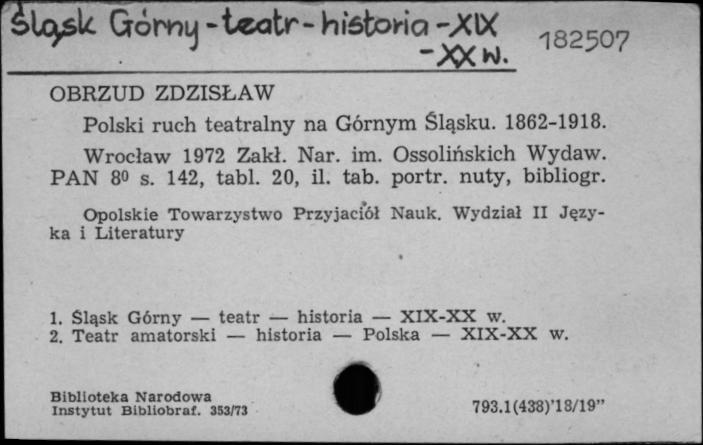 Śląsk Górny - teatr - historia - XIX
- XX w.
182507
OBRZUD ZDZISŁAW
Polski ruch teatralny na Górnym Śląsku. 1862-1918.
Wrocław 1972 Zakł. Nar. im. Ossolińskich Wydaw.
PAN 8⁰ s. 142, tabl. 20, il. tab. portr. nuty, bibliogr.
Opolskie Towarzystwo Przyjaciół Nauk. Wydział II Języ-
ka i Literatury
1. Śląsk Górny — teatr — historia — XIX-XX w.
2. Teatr amatorski — historia — Polska — XIX-XX w.
Biblioteka Narodowa
Instytut Bibliobraf. 353/73
793.1(438)'18/19"